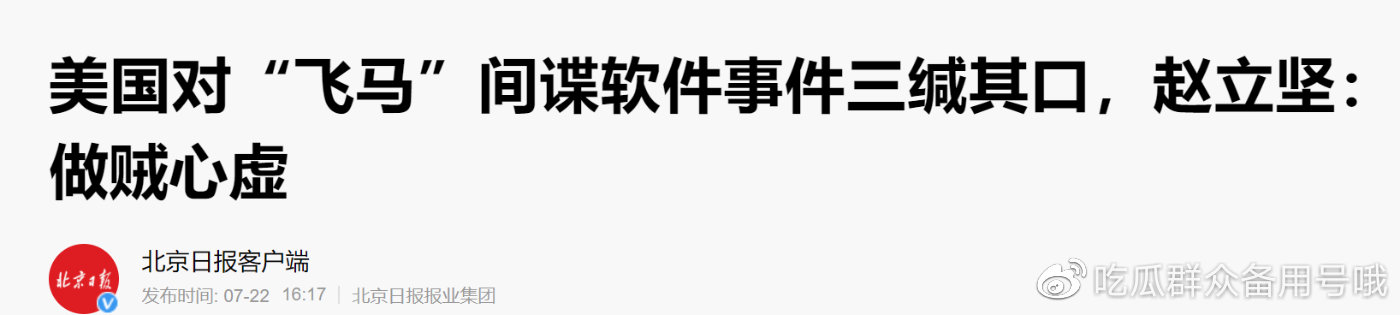 美国对“飞马”间谍软件事件三缄其口，赵立坚：
做贼心虚
北京日报
北京日报客户端
发布时间: 07-22 16:17 北京日报报业集团
吃瓜群众备用号哦